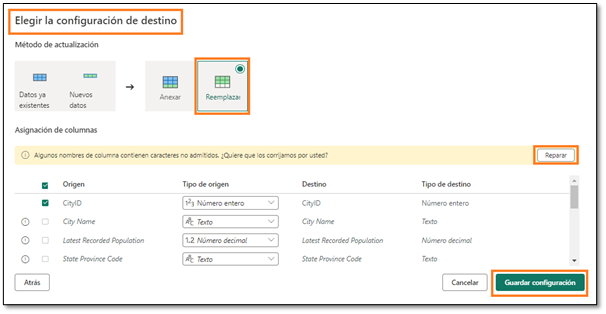 Elegir la configuración de destino
Método de actualización
Datos ya existentes
Nuevos datos
Anexar
Reemplazar
Asignación de columnas
Algunos nombres de columna contienen caracteres no admitidos. ¿Quiere que los corrijamos por usted?
Reparar
Origen Tipo de origen Destino Tipo de destino
CityID 1²3 Número entero CityID Número entero
City Name ABC Texto City Name Texto
Latest Recorded Population 1.2 Número decimal Latest Recorded Population Número decimal
State Province Code ABC Texto State Province Code Texto
Atrás
Cancelar
Guardar configuración